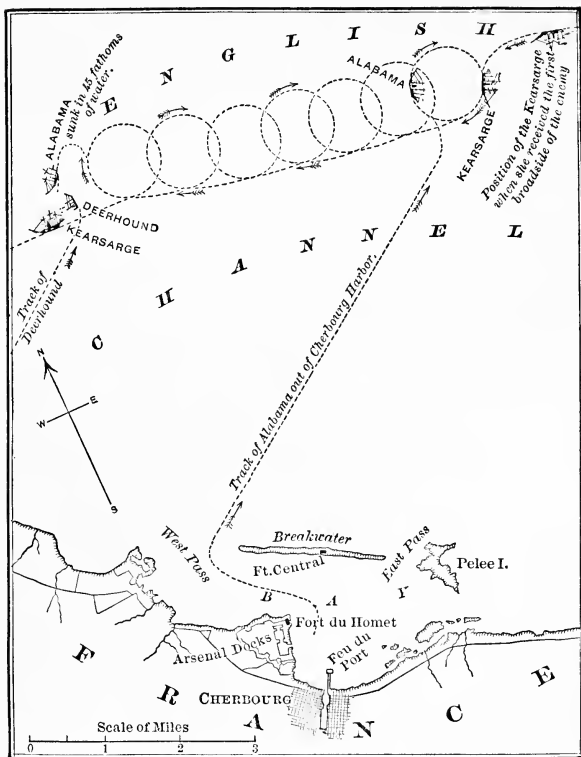 ENGLISH
CHANNEL
ALABAMA
sunk in 45 fathoms
of water.
ALABAMA
KEARSARGE
Position of the Kearsarge
when she received the first
broadside of the enemy
DEERHOUND
KEARSARGE
Track of
Deerhound
N
W E
S
Track of Alabama out of Cherbourg Harbor.
West Pass
Breakwater
Ft. Central
East Pass
Pelee I.
B A Y
Fort du Homet
Arsenal Docks
Feu du
Port
CHERBOURG
FRANCE
Scale of Miles
0 1 2 3